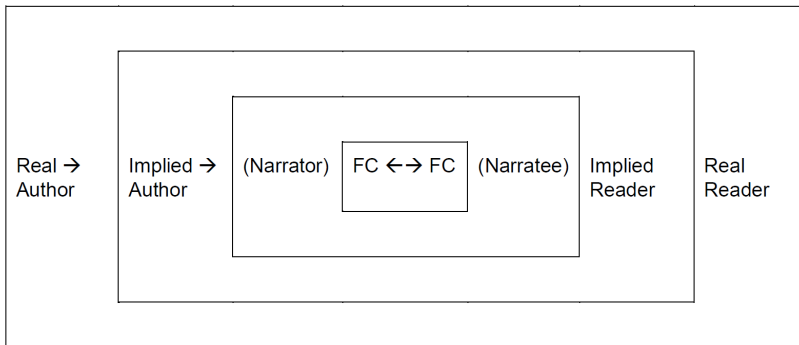 Real → Implied → (Narrator) FC ←→ FC (Narratee) Implied Real
Author Author Reader Reader